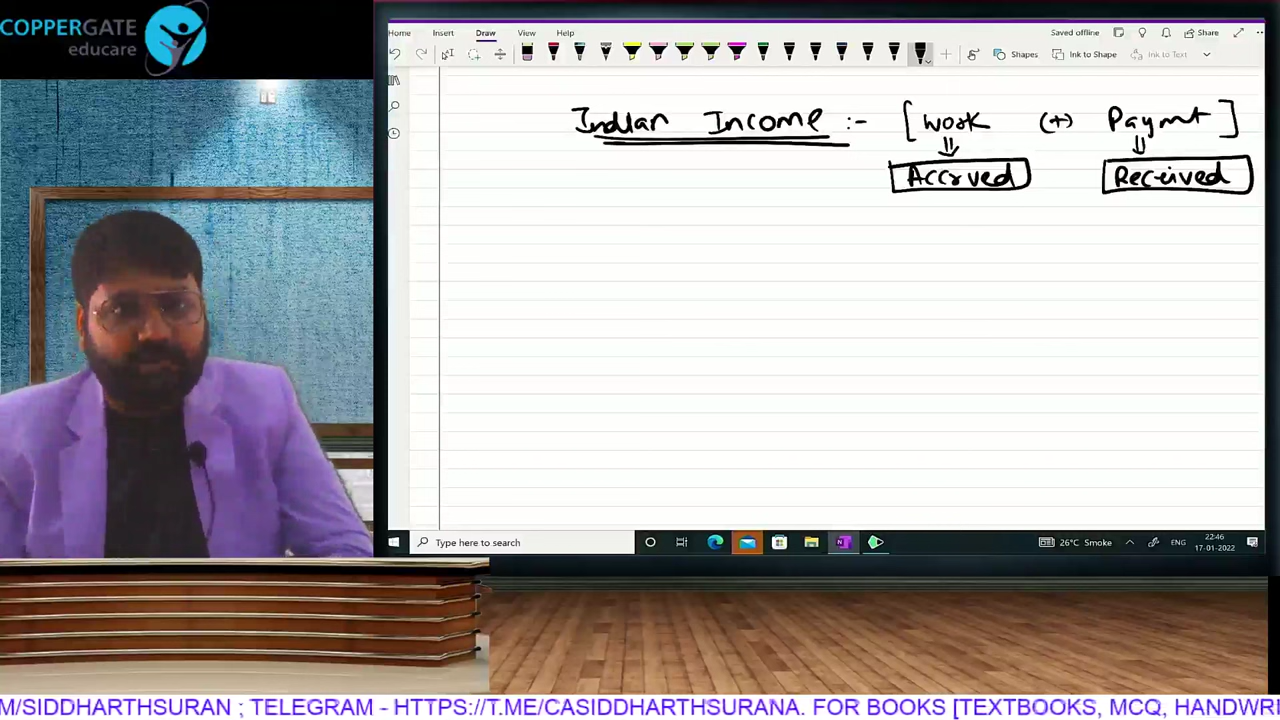 COPPERGATE
educare
Home Insert Draw View Help
Saved offline
Share
Shapes
Ink to Shape
Ink to Text
Indian Income :- [work (+) Paymt]
Accrued Received
Type here to search
26°C Smoke
ENG
22:46
17-01-2022
M/SIDDHARTHSURAN ; TELEGRAM - HTTPS://T.ME/CASIDDHARTHSURANA. FOR BOOKS [TEXTBOOKS, MCQ, HANDWRI